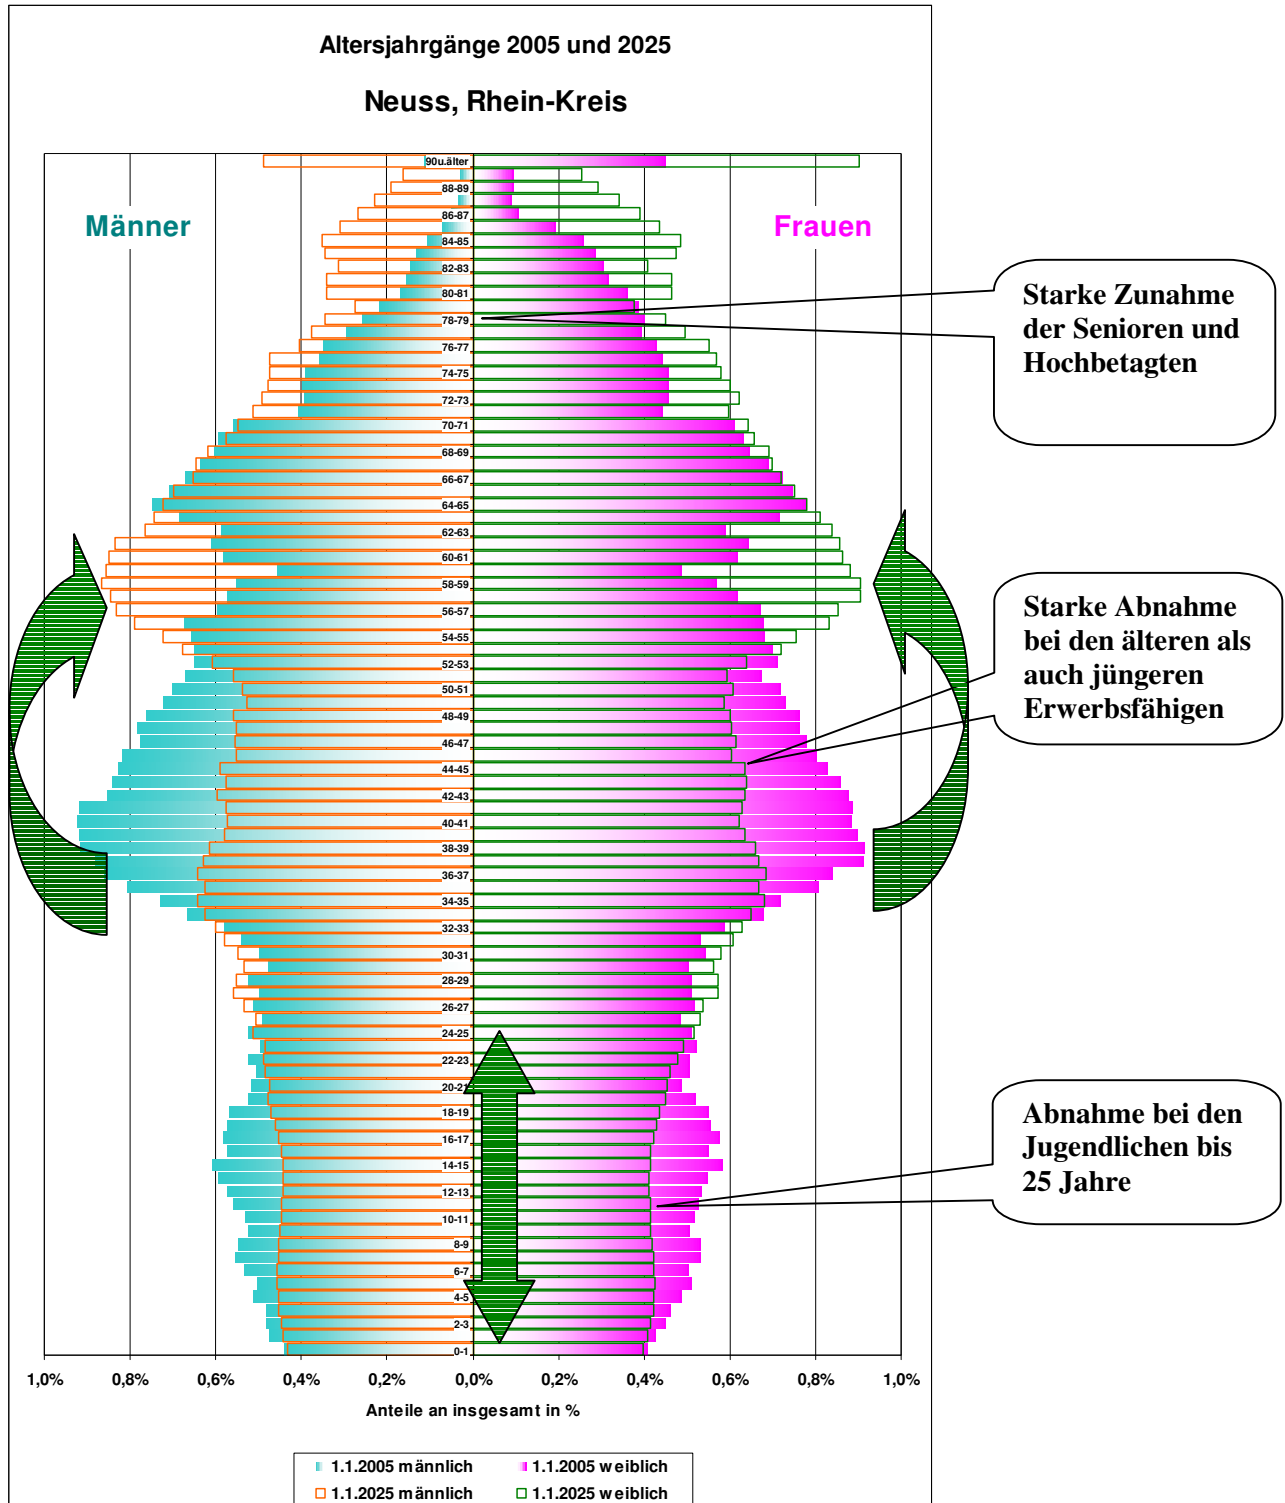 Altersjahrgänge 2005 und 2025
Neuss, Rhein-Kreis
Männer
Frauen
90u.älter
88-89
86-87
84-85
82-83
80-81
78-79
76-77
74-75
72-73
70-71
68-69
66-67
64-65
62-63
60-61
58-59
56-57
54-55
52-53
50-51
48-49
46-47
44-45
42-43
40-41
38-39
36-37
34-35
32-33
30-31
28-29
26-27
24-25
22-23
20-21
18-19
16-17
14-15
12-13
10-11
8-9
6-7
4-5
2-3
0-1
Starke Zunahme
der Senioren und
Hochbetagten
Starke Abnahme
bei den älteren als
auch jüngeren
Erwerbsfähigen
Abnahme bei den
Jugendlichen bis
25 Jahre
1,0% 0,8% 0,6% 0,4% 0,2% 0,0% 0,2% 0,4% 0,6% 0,8% 1,0%
Anteile an insgesamt in %
1.1.2005 männlich 1.1.2005 weiblich
1.1.2025 männlich 1.1.2025 weiblich